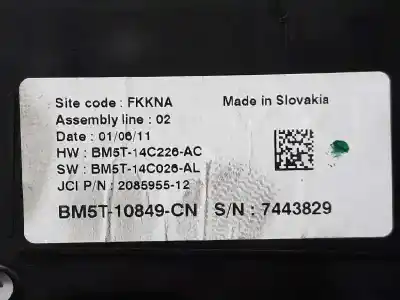 Site code : FKKNA Made in Slovakia
Assembly line : 02
Date : 01/06/11
HW : BM5T-14C226-AC
SW : BM5T-14C026-AL
JCI P/N : 2085955-12
BM5T-10849-CN S/N : 7443829